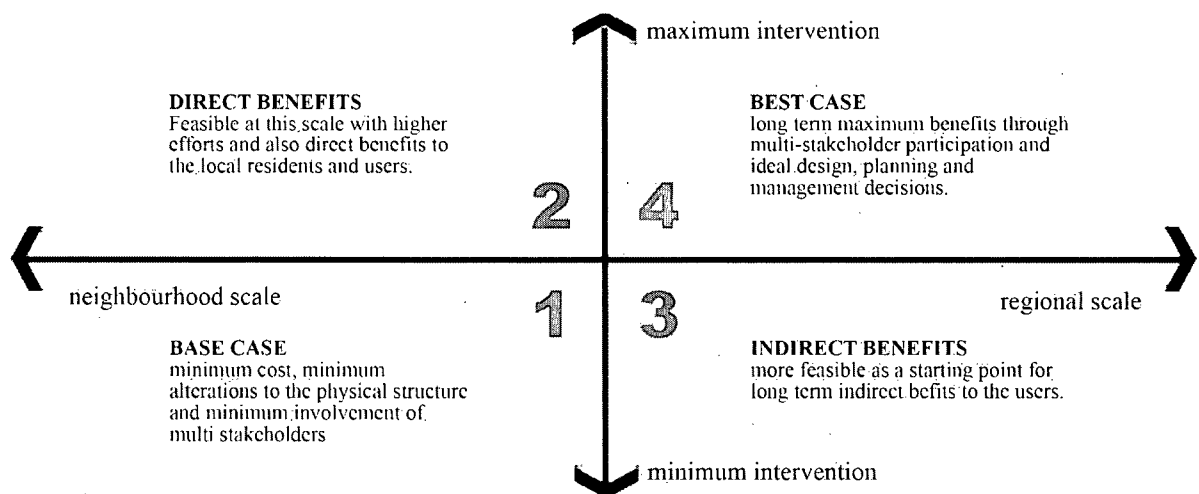 maximum intervention
DIRECT BENEFITS
Feasible at this scale with higher
efforts and also direct benefits to
the local residents and users.
BEST CASE
long term maximum benefits through
multi-stakeholder participation and
ideal design, planning and
management decisions.
2 4
neighbourhood scale
regional scale
1 3
BASE CASE
minimum cost, minimum
alterations to the physical structure
and minimum involvement of
multi stakeholders
INDIRECT BENEFITS
more feasible as a starting point for
long term indirect befits to the users.
minimum intervention